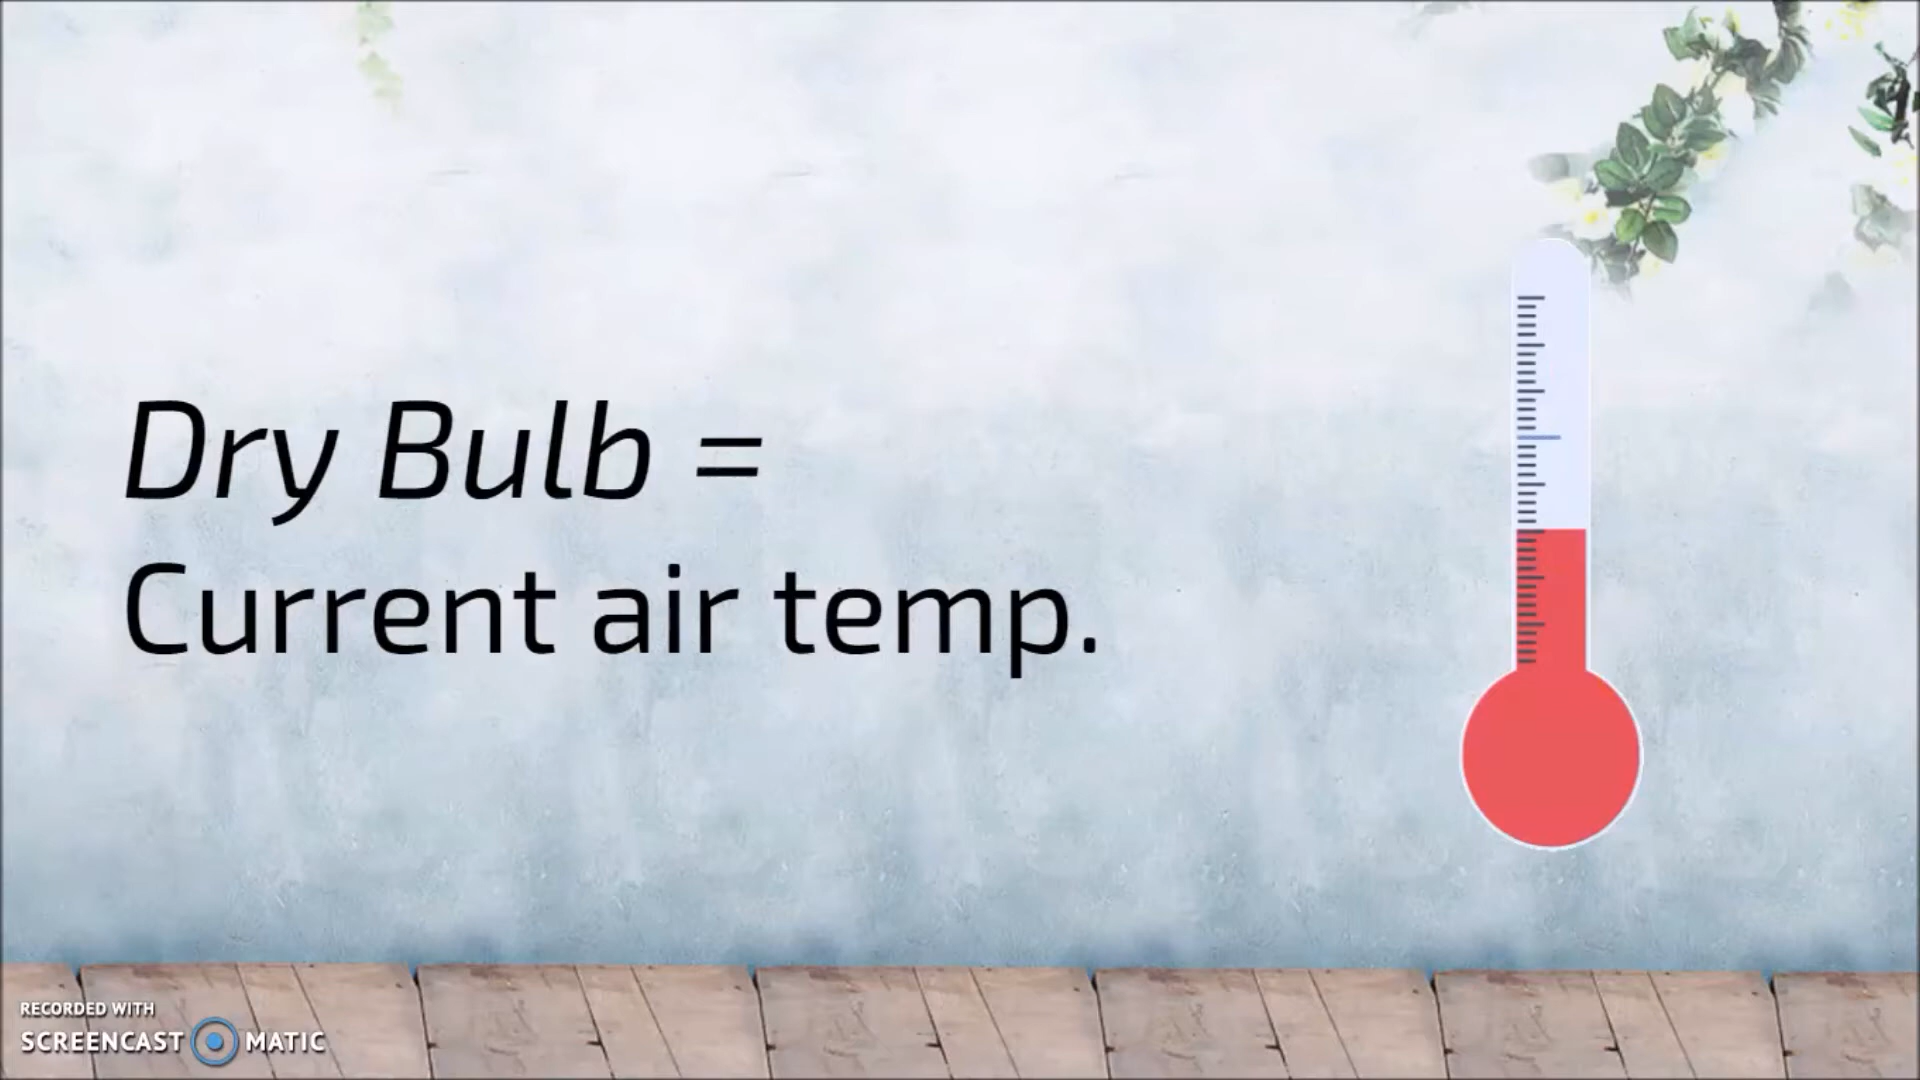 Dry Bulb =
Current air temp.
RECORDED WITH
SCREENCAST MATIC